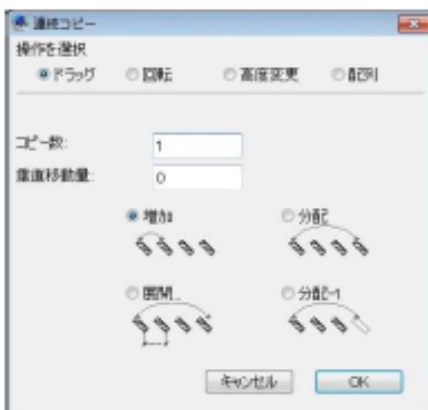 連続コピー
操作を選択
ドラッグ 回転 高度変更 配列
コピー数: 1
垂直移動量: 0
増加 分配
展開... 分配-1
キャンセル OK